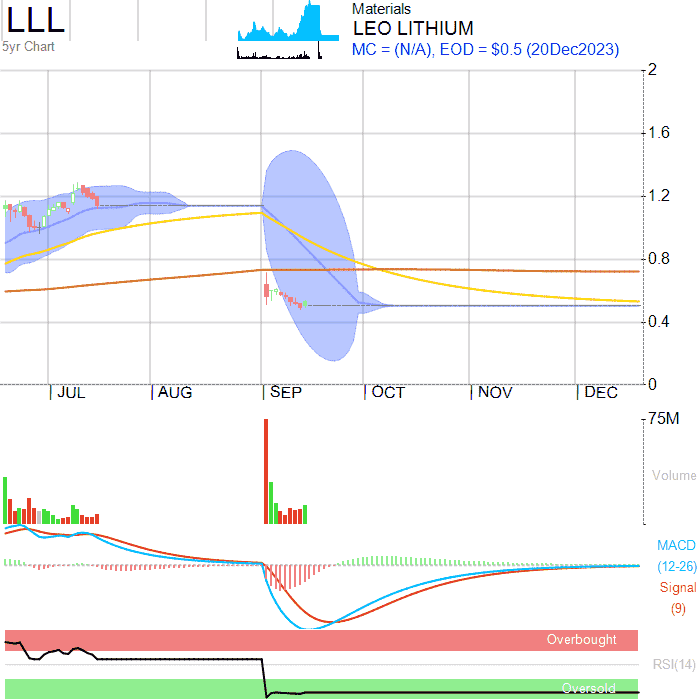 LLL
5yr Chart
Materials
LEO LITHIUM
MC = (N/A), EOD = $0.5 (20Dec2023)
2
1.6
1.2
0.8
0.4
0
JUL
AUG
SEP
OCT
NOV
DEC
75M
Volume
MACD
(12-26)
Signal
(9)
Overbought
RSI(14)
Oversold